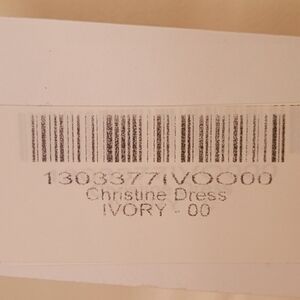 1303377IVOO00
Christine Dress
IVORY - 00